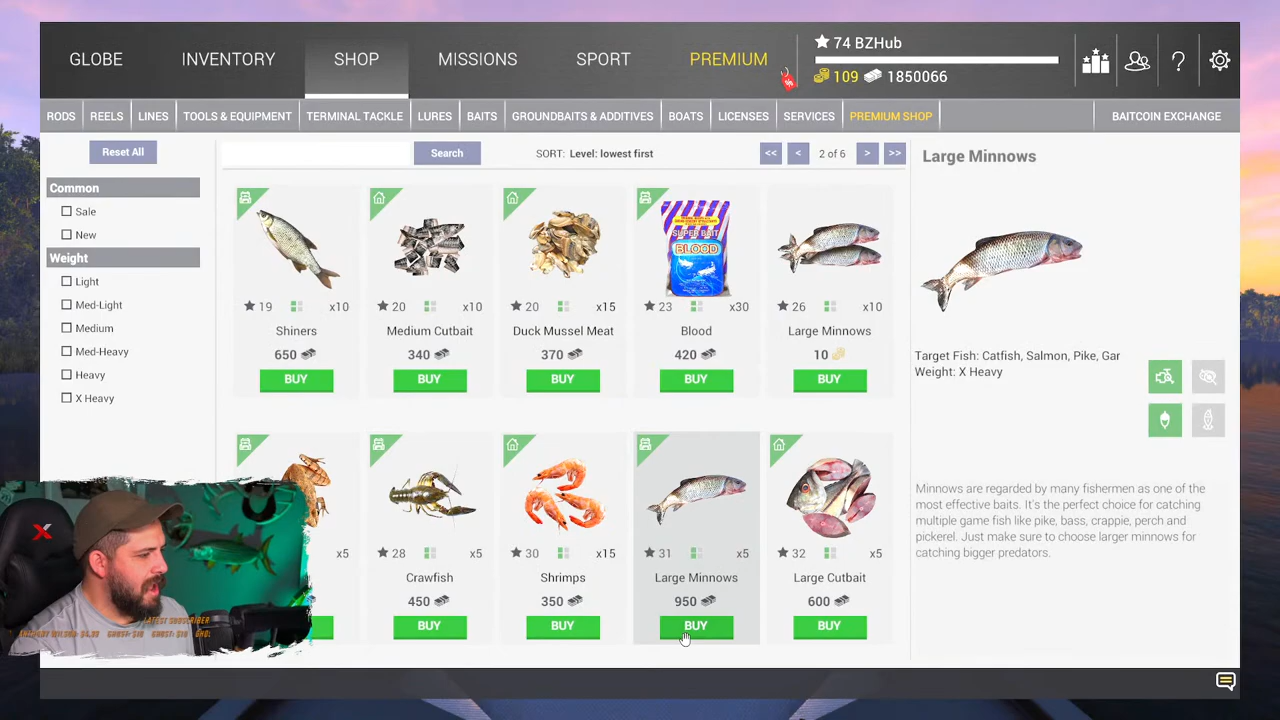 GLOBE
INVENTORY
SHOP
MISSIONS
SPORT
PREMIUM
74 BZHub
109 1850066
?
RODS
REELS
LINES
TOOLS & EQUIPMENT
TERMINAL TACKLE
LURES
BAITS
GROUNDBAITS & ADDITIVES
BOATS
LICENSES
SERVICES
PREMIUM SHOP
BAITCOIN EXCHANGE
Reset All
Search
SORT: Level: lowest first
<< < 2 of 6 > >>
Common
Sale
New
Weight
Light
Med-Light
Medium
Med-Heavy
Heavy
X Heavy
19 x10
Shiners
650
BUY
20 x10
Medium Cutbait
340
BUY
20 x15
Duck Mussel Meat
370
BUY
SUPER BAIT
BLOOD
23 x30
Blood
420
BUY
26 x10
Large Minnows
10
BUY
x5
28 x5
Crawfish
450
BUY
30 x15
Shrimps
350
BUY
31 x5
Large Minnows
950
BUY
32 x5
Large Cutbait
600
BUY
Large Minnows
Target Fish: Catfish, Salmon, Pike, Gar
Weight: X Heavy
Minnows are regarded by many fishermen as one of the
most effective baits. It's the perfect choice for catching
multiple game fish like pike, bass, crappie, perch and
pickerel. Just make sure to choose larger minnows for
catching bigger predators.
X
LATEST SUBSCRIBER